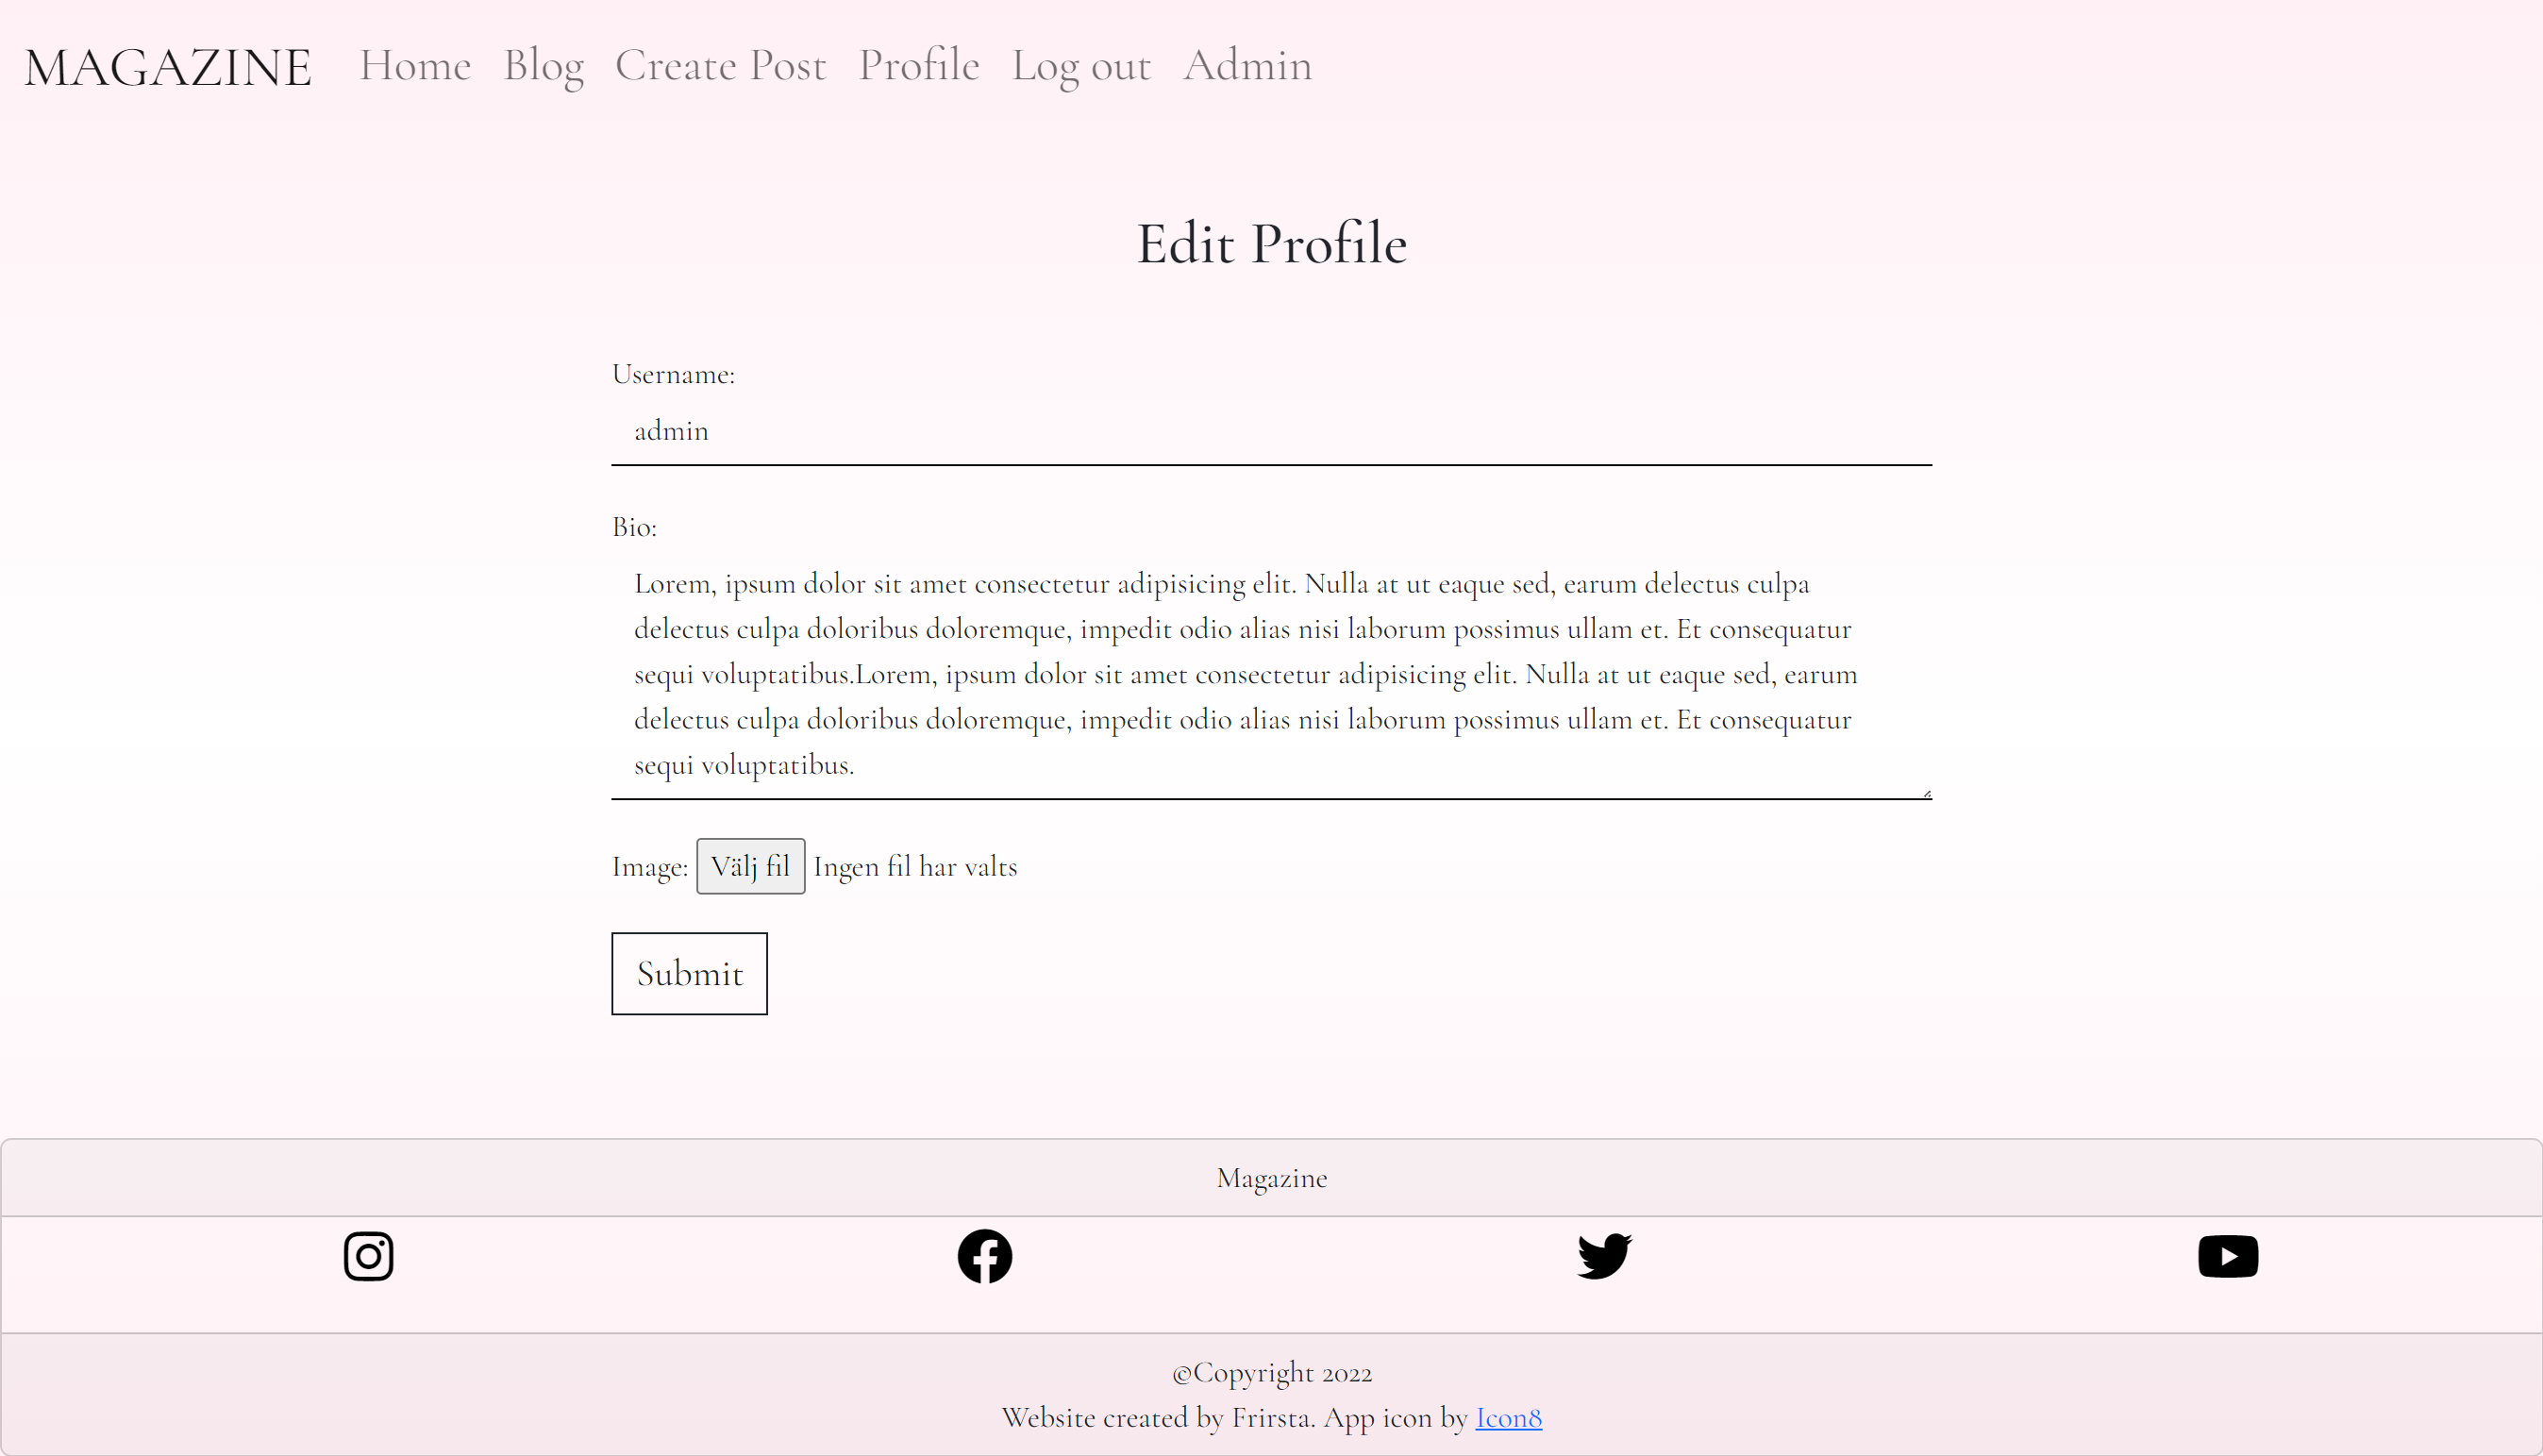 MAGAZINE Home Blog Create Post Profile Log out Admin
Edit Profile
Username:
admin
Bio:
Lorem, ipsum dolor sit amet consectetur adipisicing elit. Nulla at ut eaque sed, earum delectus culpa
delectus culpa doloribus doloremque, impedit odio alias nisi laborum possimus ullam et. Et consequatur
sequi voluptatibus.Lorem, ipsum dolor sit amet consectetur adipisicing elit. Nulla at ut eaque sed, earum
delectus culpa doloribus doloremque, impedit odio alias nisi laborum possimus ullam et. Et consequatur
sequi voluptatibus.
Image: Välj fil Ingen fil har valts
Submit
Magazine
©Copyright 2022
Website created by Frirsta. App icon by Icon8